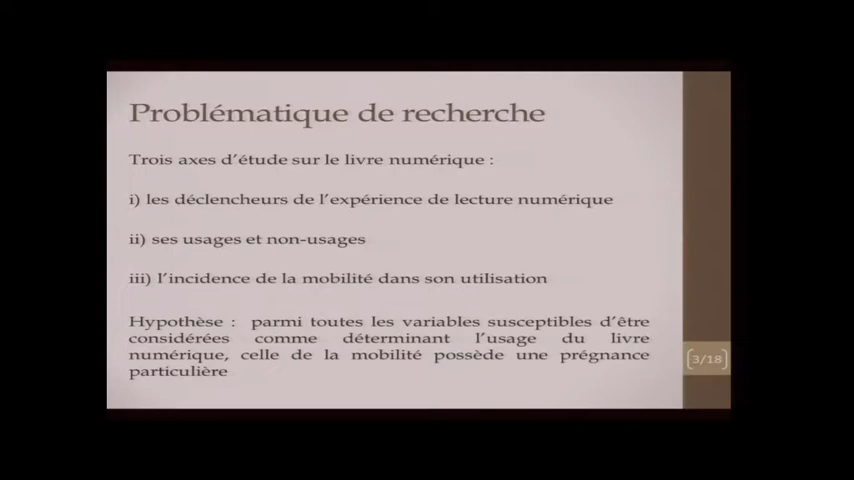 Problématique de recherche
Trois axes d’étude sur le livre numérique :
i) les déclencheurs de l’expérience de lecture numérique
ii) ses usages et non-usages
iii) l’incidence de la mobilité dans son utilisation
Hypothèse : parmi toutes les variables susceptibles d’être
considérées comme déterminant l’usage du livre
numérique, celle de la mobilité possède une prégnance
particulière
3/18